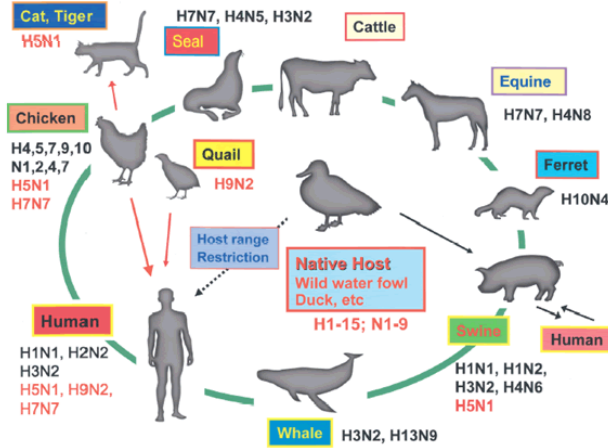 Cat, Tiger
H5N1
H7N7, H4N5, H3N2
Seal
Cattle
Equine
H7N7, H4N8
Chicken
H4,5,7,9,10
N1,2,4,7
H5N1
H7N7
Quail
H9N2
Ferret
H10N4
Host range
Restriction
Native Host
Wild water fowl
Duck, etc
H1-15; N1-9
Human
H1N1, H2N2
H3N2
H5N1, H9N2,
H7N7
Swine
H1N1, H1N2,
H3N2, H4N6
H5N1
Human
Whale
H3N2, H13N9